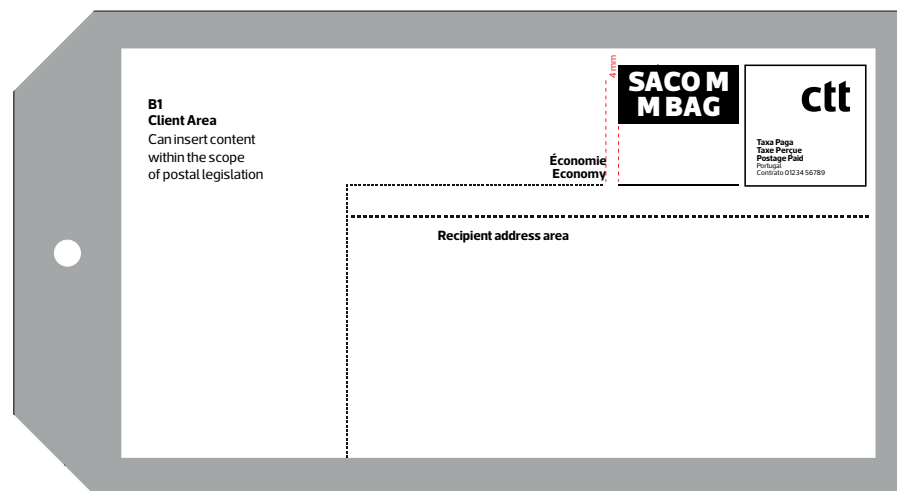 B1
Client Area
Can insert content
within the scope
of postal legislation
4 mm
SACO M
M BAG
ctt
Taxa Paga
Taxe Perçue
Postage Paid
Portugal
Contrato 01234 56789
Économie
Economy
Recipient address area